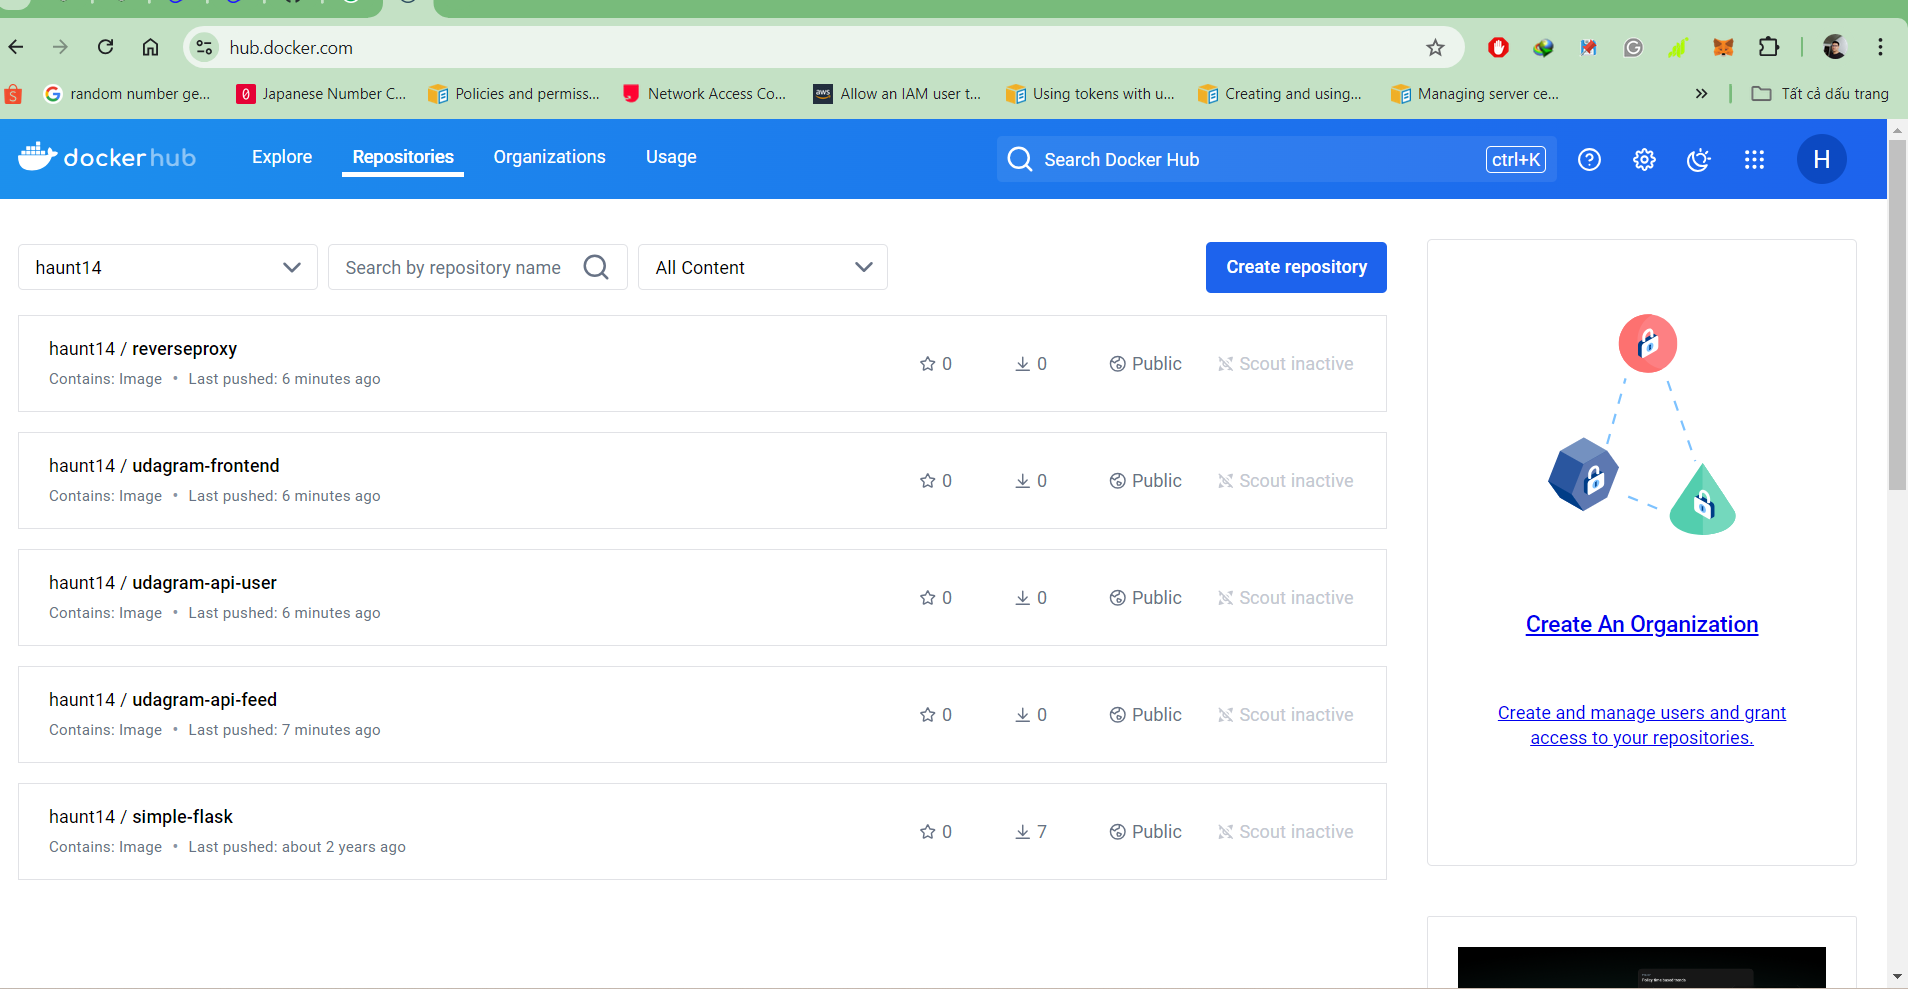 hub.docker.com
random number ge...
Japanese Number C...
Policies and permiss...
Network Access Co...
aws
Allow an IAM user t...
Using tokens with u...
Creating and using...
Managing server ce...
»
Tất cả dấu trang
docker hub
Explore
Repositories
Organizations
Usage
Search Docker Hub
ctrl+K
H
haunt14
Search by repository name
All Content
Create repository
haunt14 / reverseproxy
Contains: Image • Last pushed: 6 minutes ago
0
0
Public
Scout inactive
haunt14 / udagram-frontend
Contains: Image • Last pushed: 6 minutes ago
0
0
Public
Scout inactive
haunt14 / udagram-api-user
Contains: Image • Last pushed: 6 minutes ago
0
0
Public
Scout inactive
haunt14 / udagram-api-feed
Contains: Image • Last pushed: 7 minutes ago
0
0
Public
Scout inactive
haunt14 / simple-flask
Contains: Image • Last pushed: about 2 years ago
0
7
Public
Scout inactive
Create An Organization
Create and manage users and grant
access to your repositories.
Policy time based trends